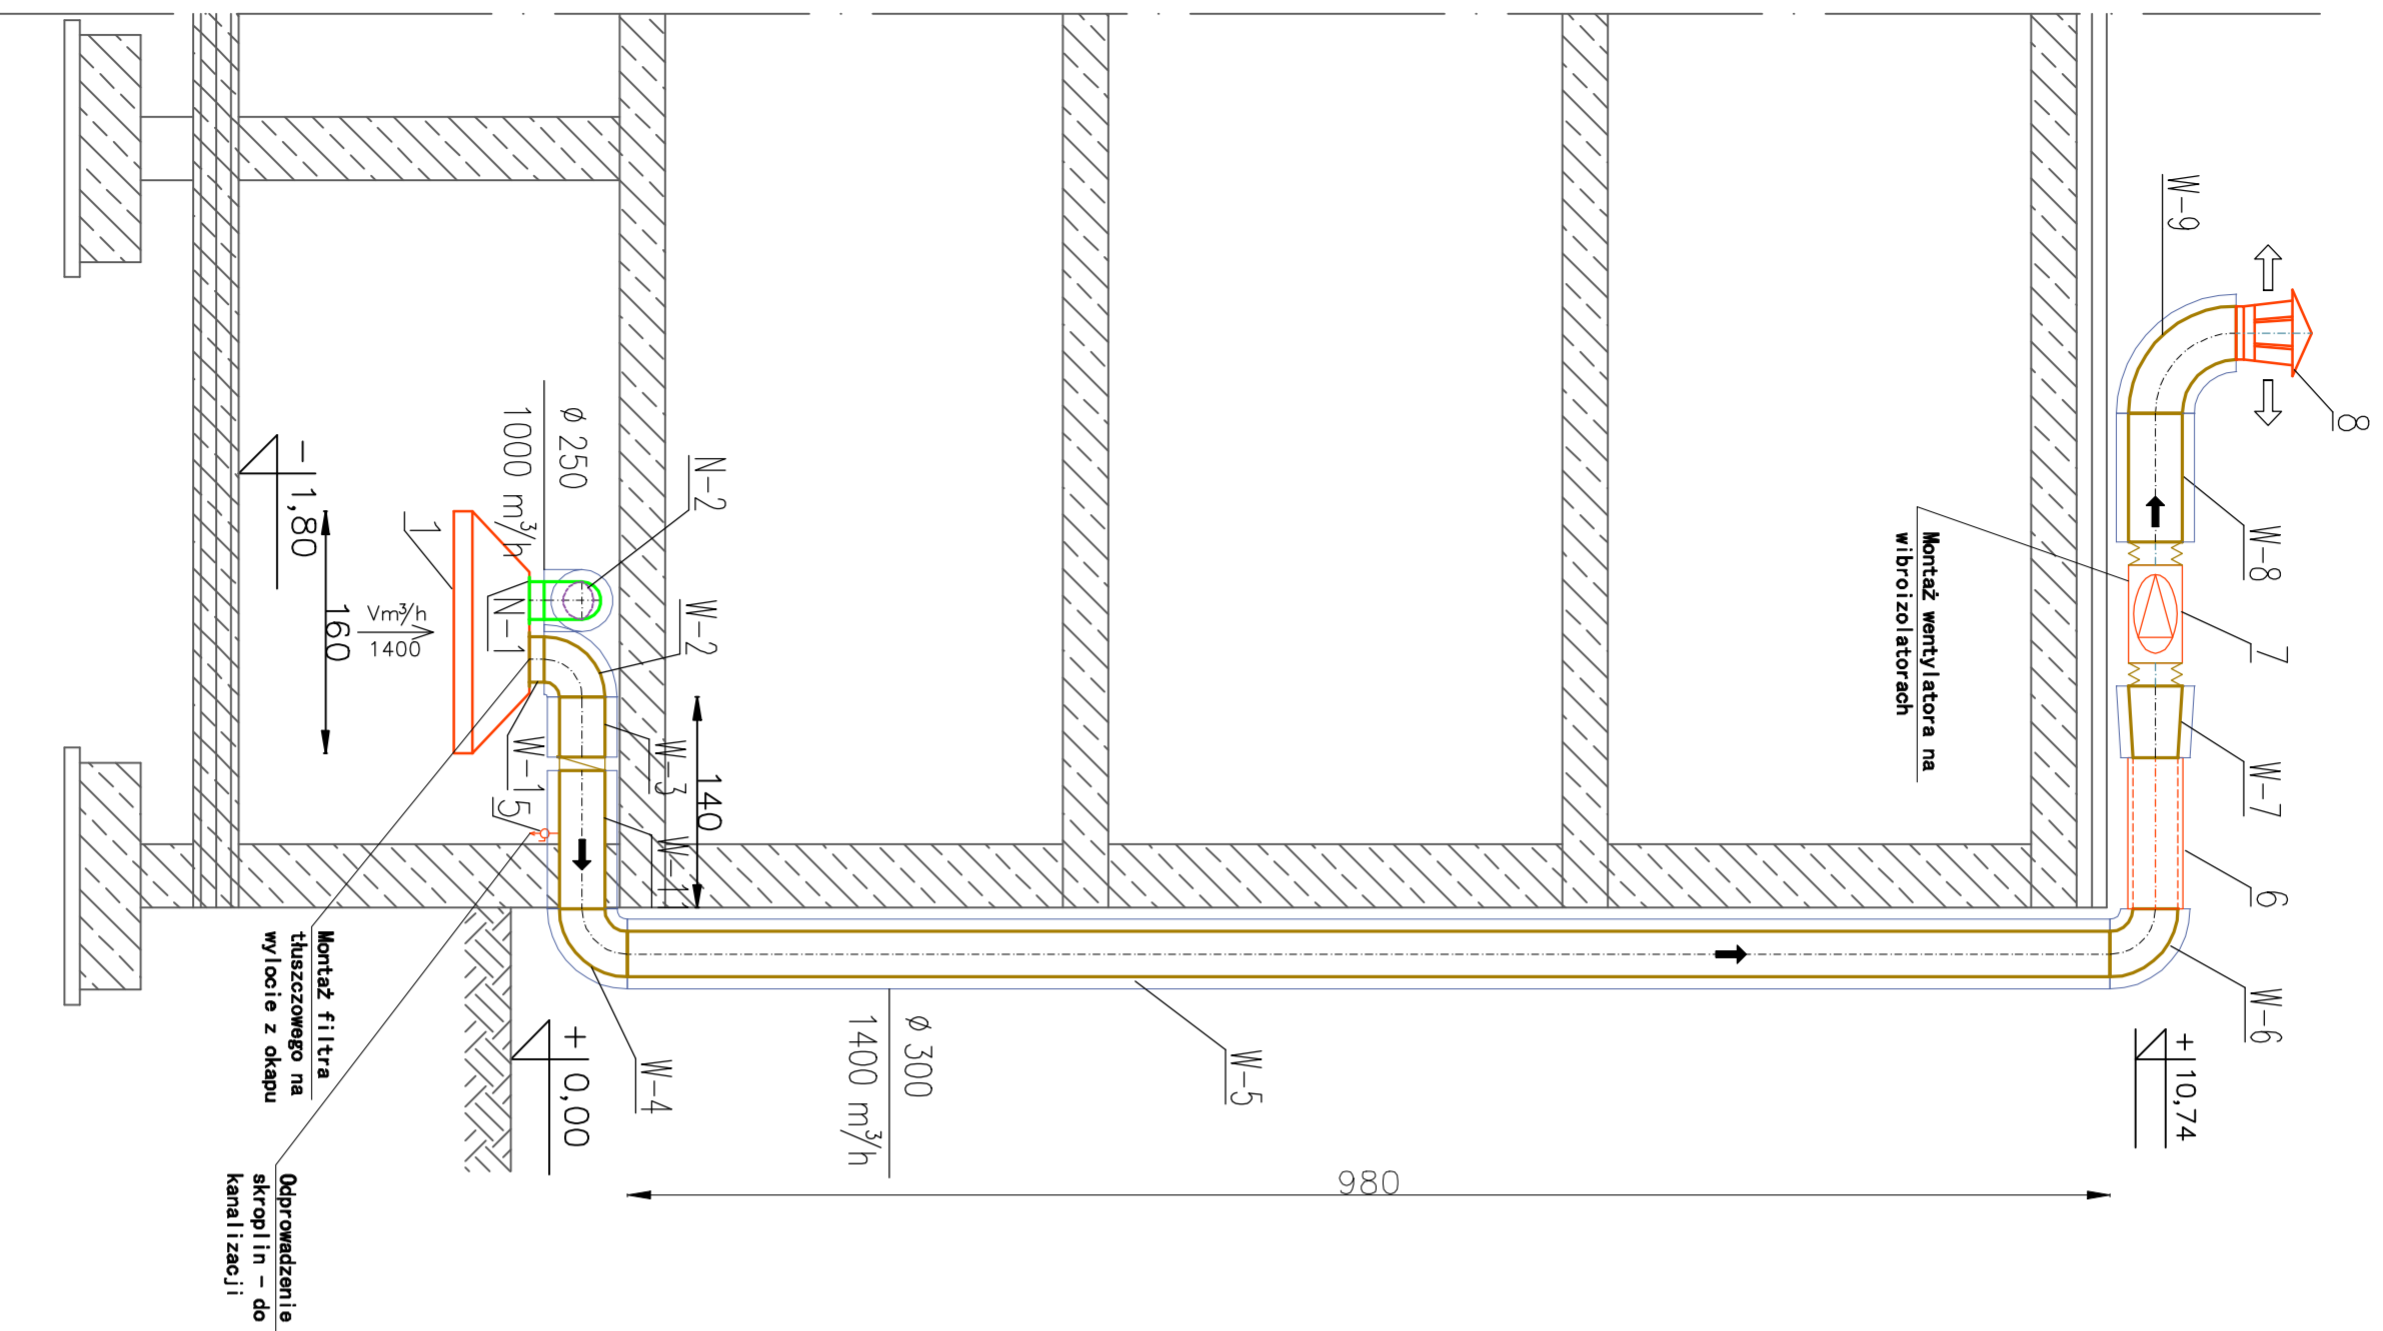 8
W-9
W-8
7
W-7
6
W-6
+ 10,74
Montaż wentylatora na
wibroizolatorach
W-5
980
Ø 300
1400 m³/h
N-2
W-2
W-3
140
W-1
W-4
Ø 250
1000 m³/h
N-1
W-1
5
+ 0,00
1
Vm³/h
1400
160
- 1,80
Montaż filtra
tłuszczowego na
wylocie z okapu
Odprowadzenie
skroplin - do
kanalizacji